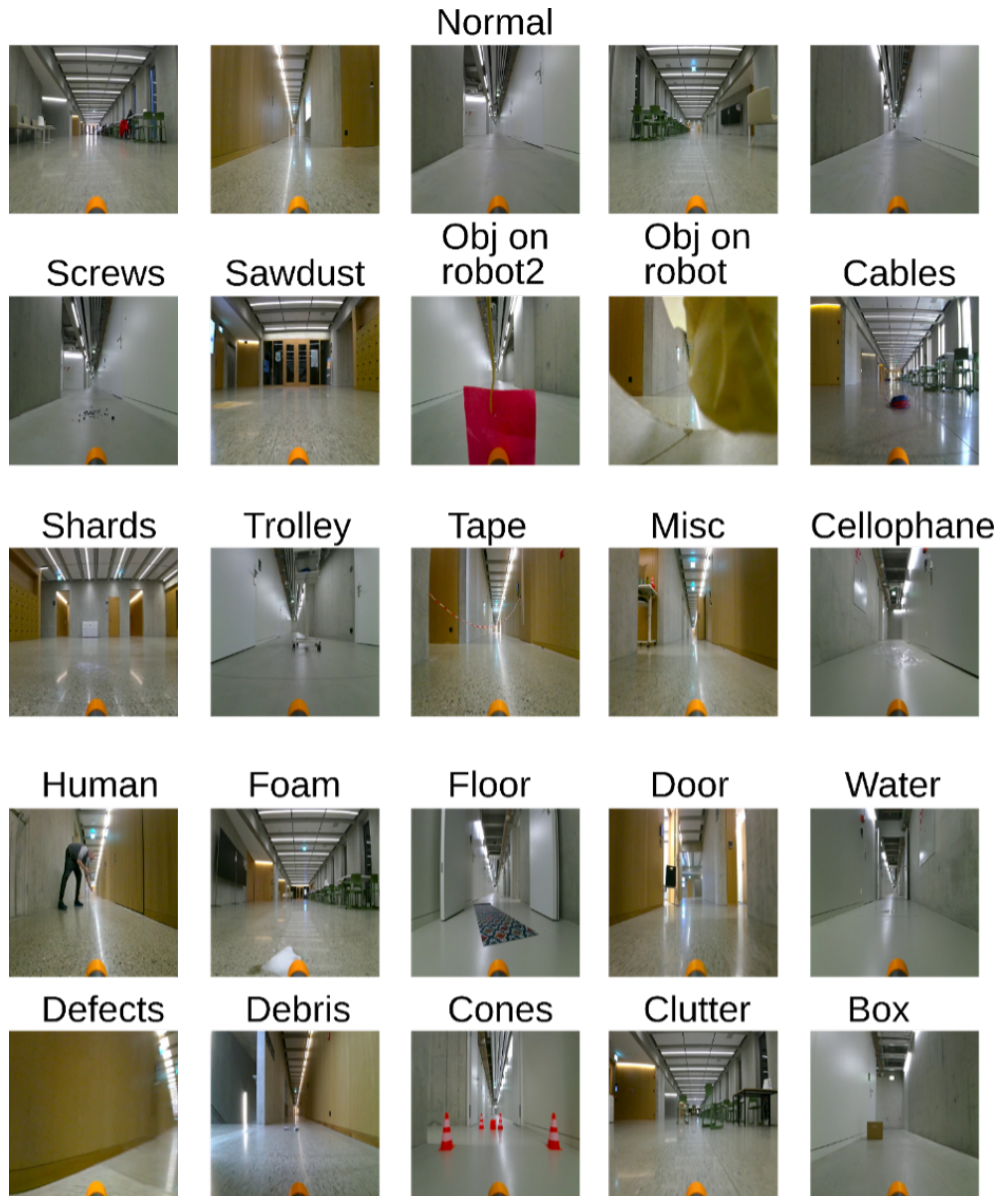 Normal
Screws
Sawdust
Obj on
robot2
Obj on
robot
Cables
Shards
Trolley
Tape
Misc
Cellophane
Human
Foam
Floor
Door
Water
Defects
Debris
Cones
Clutter
Box